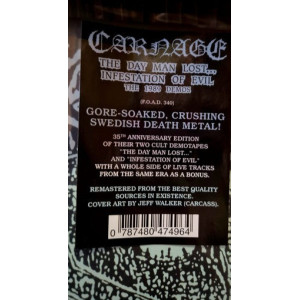 CARNAGE
THE DAY MAN LOST...
INFESTATION OF EVIL
THE 1989 DEMOS
(F.O.A.D. 340)
GORE-SOAKED, CRUSHING
SWEDISH DEATH METAL!
35TH ANNIVERSARY EDITION
OF THEIR TWO CULT DEMOTAPES
"THE DAY MAN LOST..."
AND "INFESTATION OF EVIL"
WITH A WHOLE SIDE OF LIVE TRACKS
FROM THE SAME ERA AS A BONUS.
REMASTERED FROM THE BEST QUALITY
SOURCES IN EXISTENCE.
COVER ART BY JEFF WALKER (CARCASS).
0 787480 474964